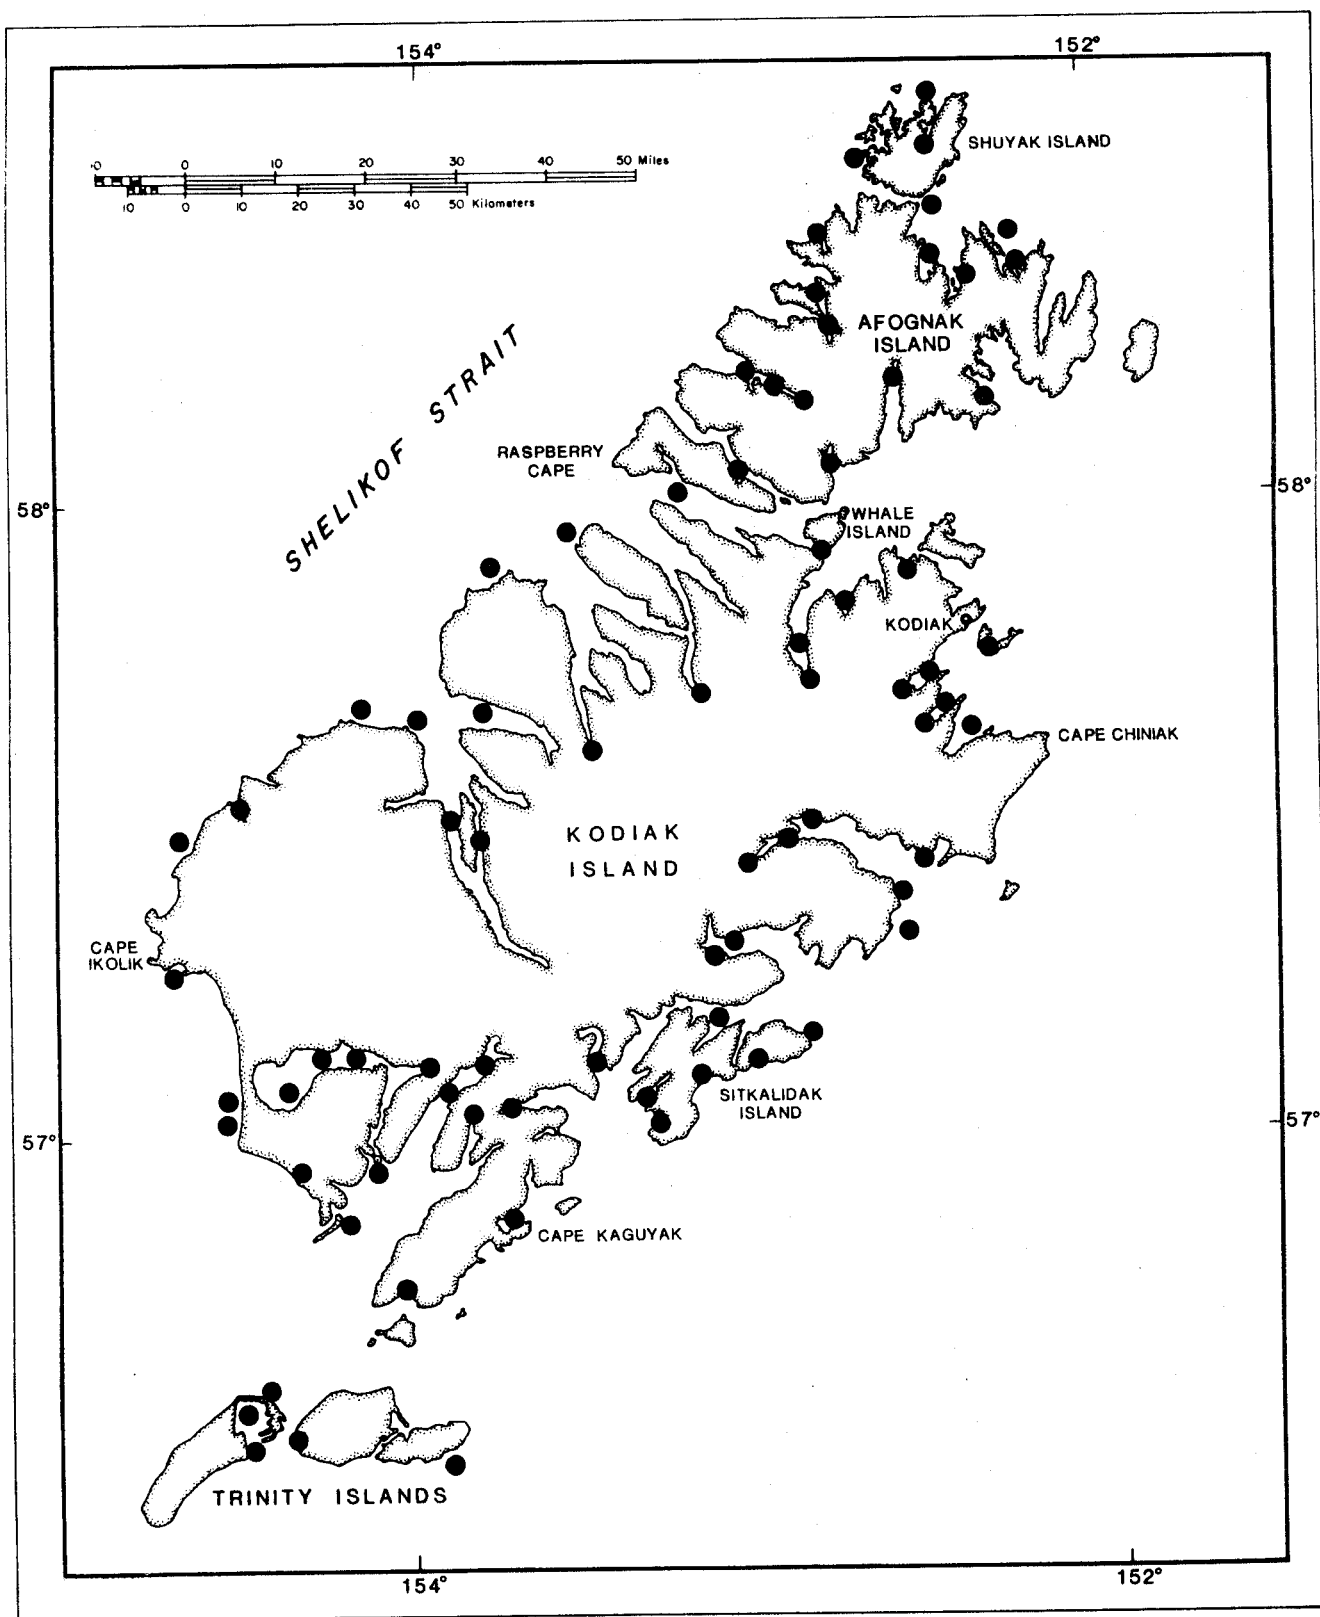 154°
152°
SHUYAK ISLAND
10 0 10 20 30 40 50 Miles
10 0 10 20 30 40 50 Kilometers
AFOGNAK
ISLAND
SHELIKOF STRAIT
RASPBERRY
CAPE
58°
58°
WHALE
ISLAND
KODIAK
CAPE CHINIAK
KODIAK
ISLAND
CAPE
IKOLIK
SITKALIDAK
ISLAND
57°
57°
CAPE KAGUYAK
TRINITY ISLANDS
154°
152°